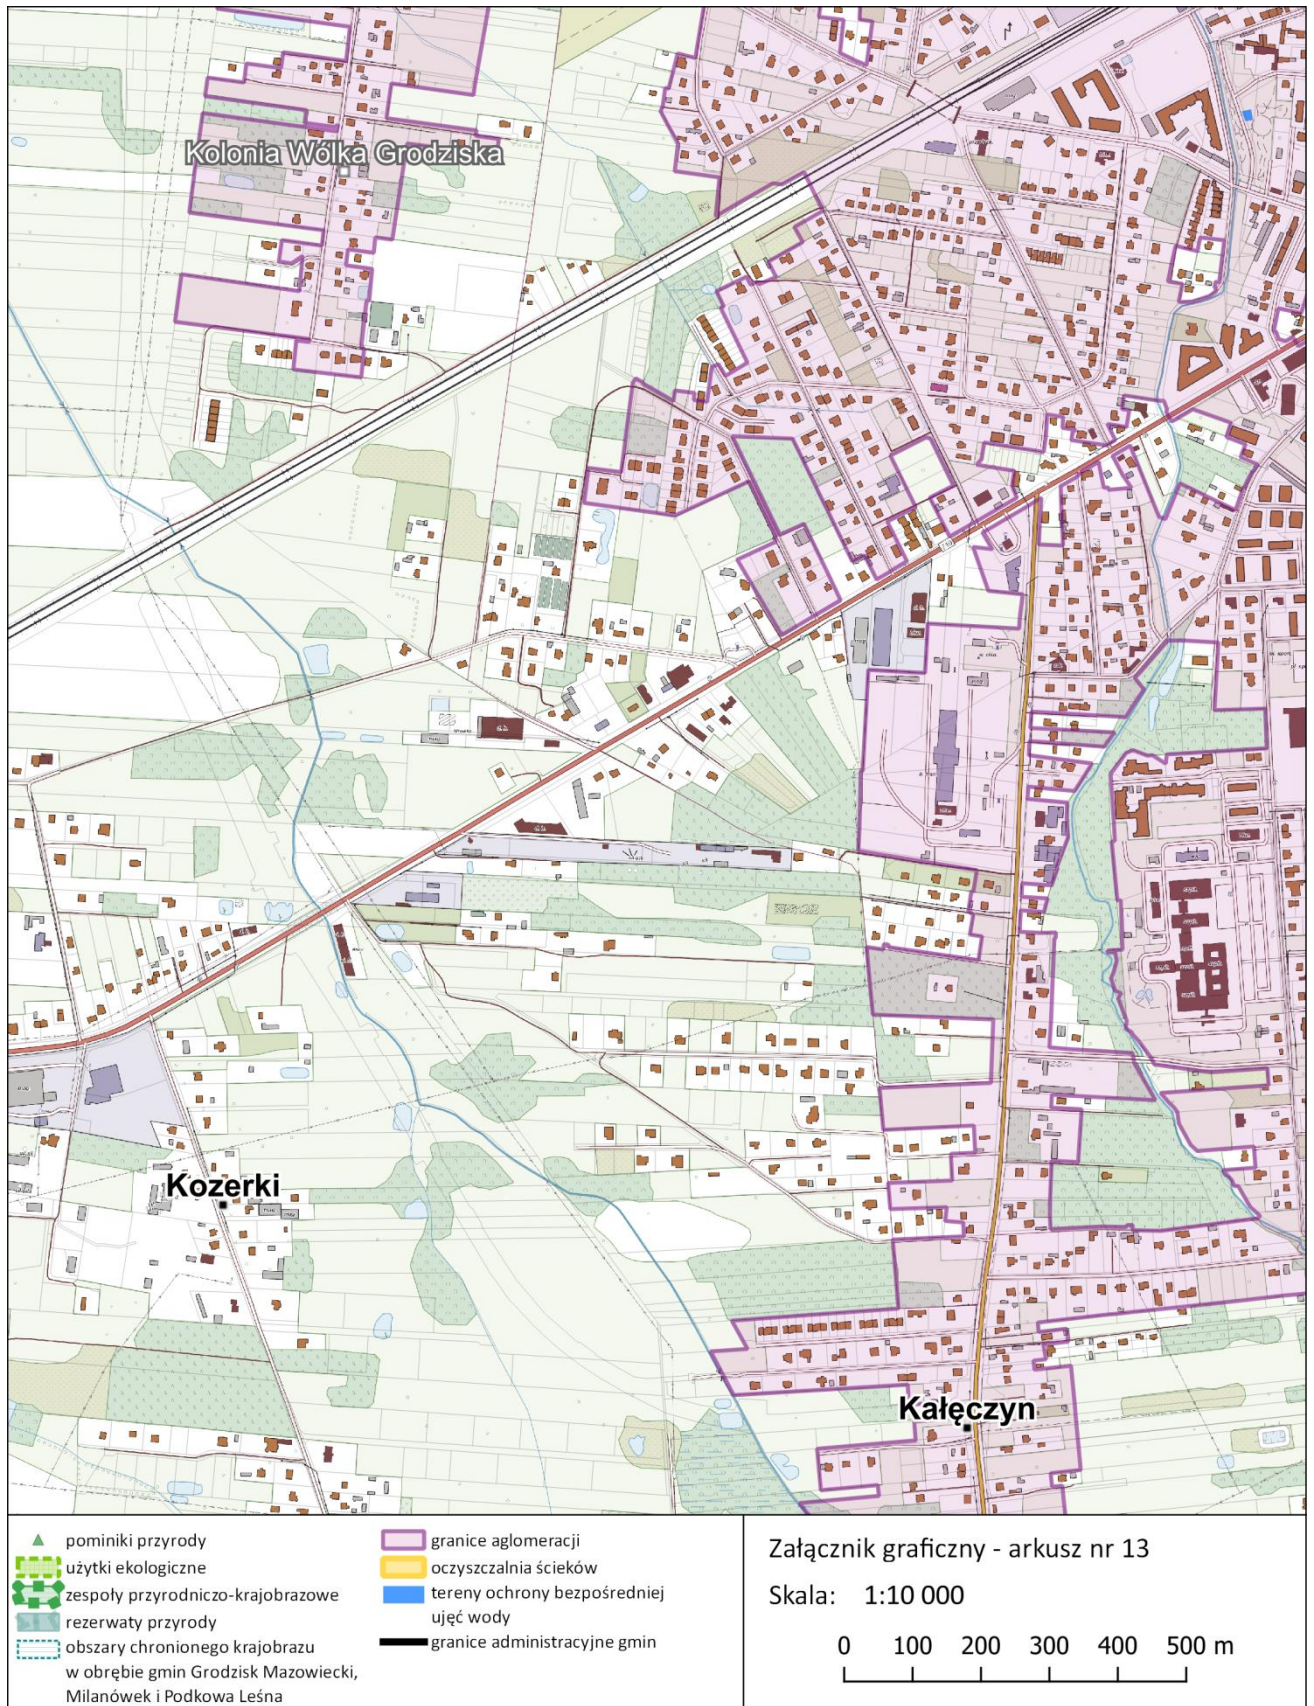 Kolonia Wólka Grodziska
Kozerki
Kałęczyn
pominiki przyrody
użytki ekologiczne
zespoły przyrodniczo-krajobrazowe
rezerwaty przyrody
obszary chronionego krajobrazu
w obrębie gmin Grodzisk Mazowiecki,
Milanówek i Podkowa Leśna
granice aglomeracji
oczyszczalnia ścieków
tereny ochrony bezpośredniej
ujęć wody
granice administracyjne gmin
Załącznik graficzny - arkusz nr 13
Skala: 1:10 000
0 100 200 300 400 500 m